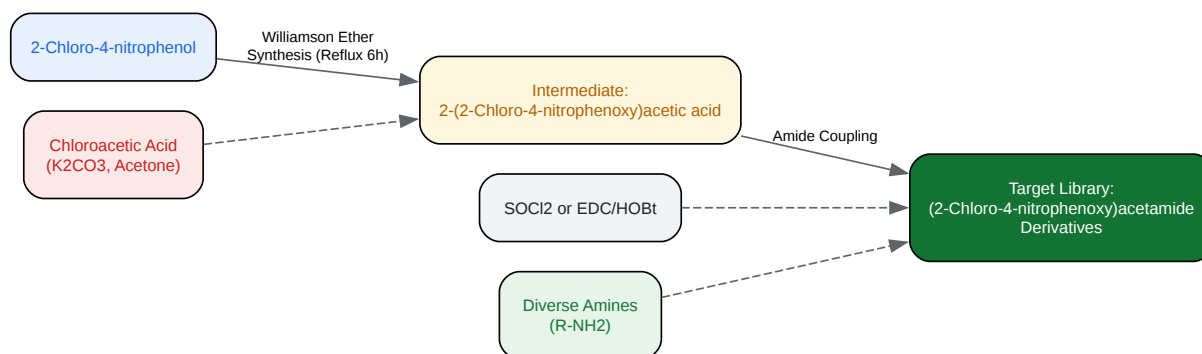 2-Chloro-4-nitrophenol
Williamson Ether
Synthesis (Reflux 6h)
Chloroacetic Acid
(K2CO3, Acetone)
Intermediate:
2-(2-Chloro-4-nitrophenoxy)acetic acid
Amide Coupling
SOCl2 or EDC/HOBt
Diverse Amines
(R-NH2)
Target Library:
(2-Chloro-4-nitrophenoxy)acetamide
Derivatives